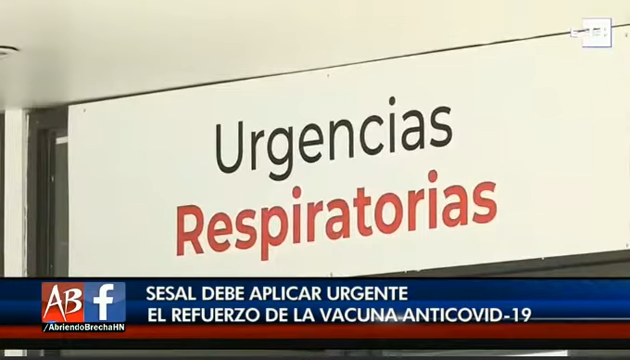 Urgencias
Respiratorias
AB f
/AbriendoBrechaHN
SESAL DEBE APLICAR URGENTE
EL REFUERZO DE LA VACUNA ANTICOVID-19